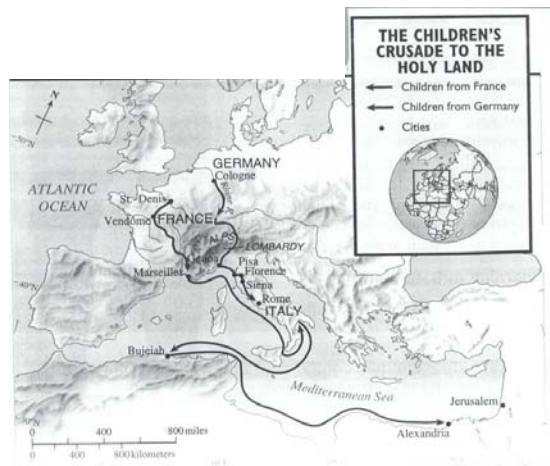 THE CHILDREN'S
CRUSADE TO THE
HOLY LAND
Children from France
Children from Germany
Cities
N
GERMANY
Cologne
Rhine R.
ATLANTIC
OCEAN
St.-Denis
Vendôme
FRANCE
ALPS
LOMBARDY
Genoa
Pisa
Florence
Marseilles
Siena
Rome
ITALY
Bujeiah
Mediterranean Sea
Jerusalem
Alexandria
0 400 800 miles
0 400 800 kilometers